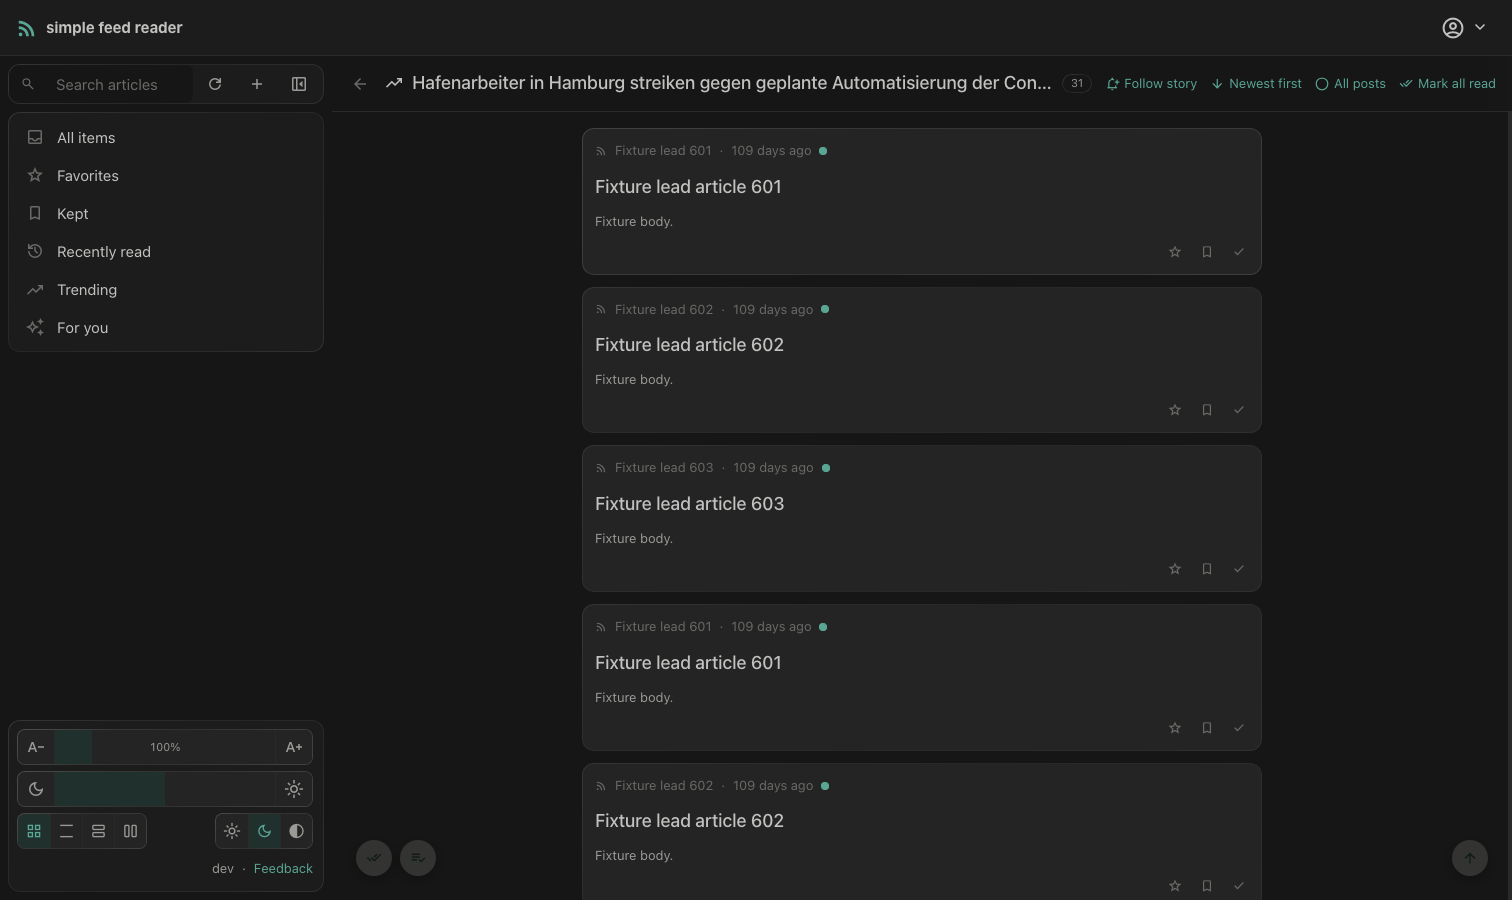 simple feed reader
Search articles
Hafenarbeiter in Hamburg streiken gegen geplante Automatisierung der Con... 31 Follow story Newest first All posts Mark all read
All items
Favorites
Kept
Recently read
Trending
For you
Fixture lead 601 · 109 days ago
Fixture lead article 601
Fixture body.
Fixture lead 602 · 109 days ago
Fixture lead article 602
Fixture body.
Fixture lead 603 · 109 days ago
Fixture lead article 603
Fixture body.
Fixture lead 601 · 109 days ago
Fixture lead article 601
Fixture body.
Fixture lead 602 · 109 days ago
Fixture lead article 602
Fixture body.
A− 100% A+
dev · Feedback